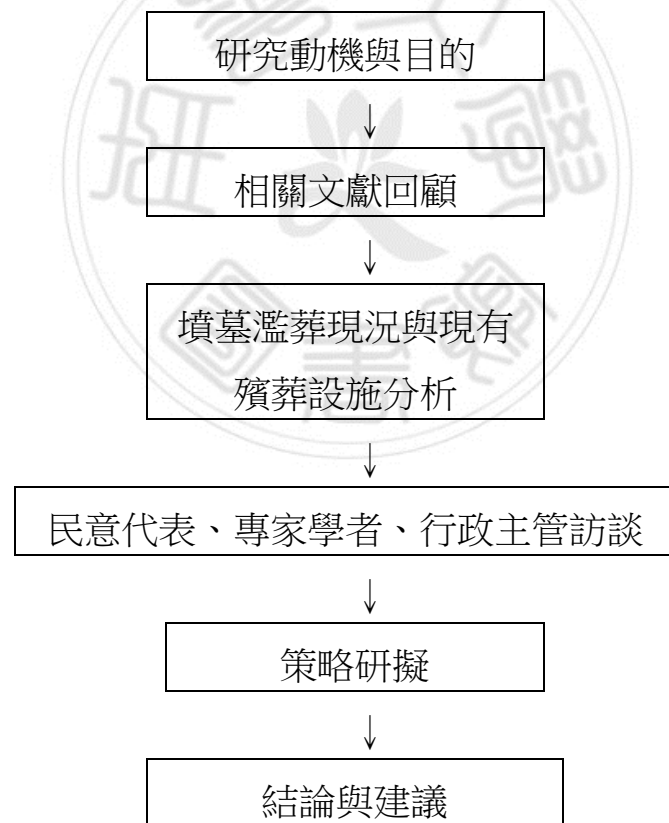 研究動機與目的
↓
相關文獻回顧
↓
墳墓濫葬現況與現有
殯葬設施分析
↓
民意代表、專家學者、行政主管訪談
↓
策略研擬
↓
結論與建議